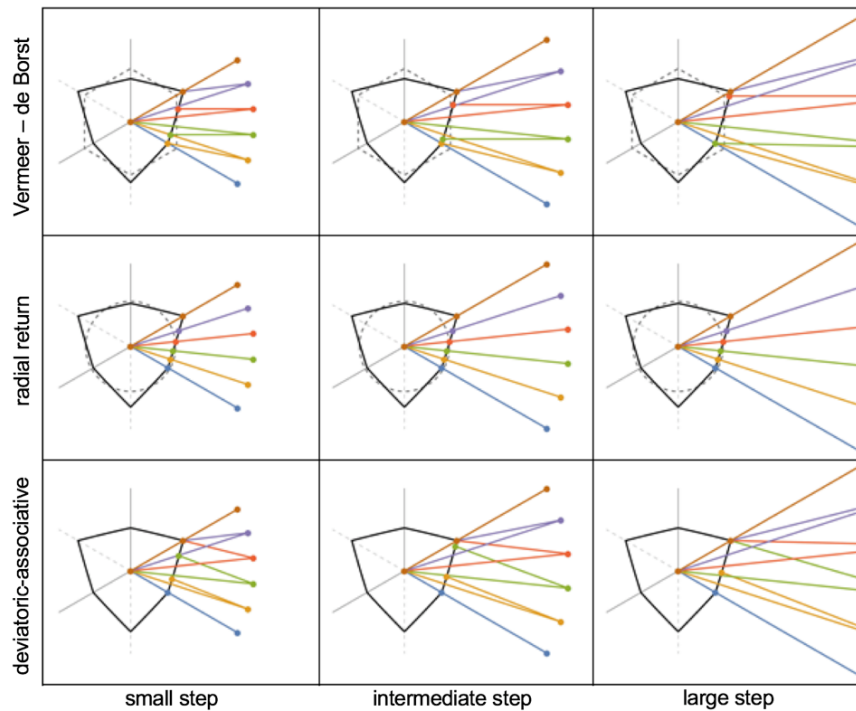 Vermeer – de Borst
radial return
deviatoric-associative
small step
intermediate step
large step